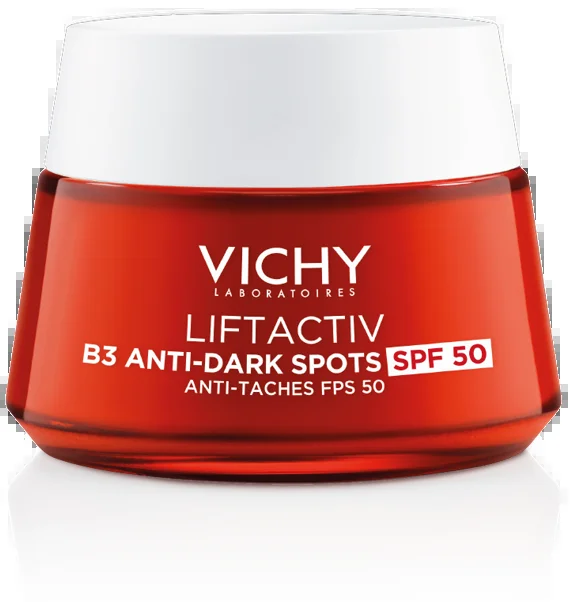 VICHY
LABORATOIRES
LIFTACTIV
B3 ANTI-DARK SPOTS SPF 50
ANTI-TACHES FPS 50